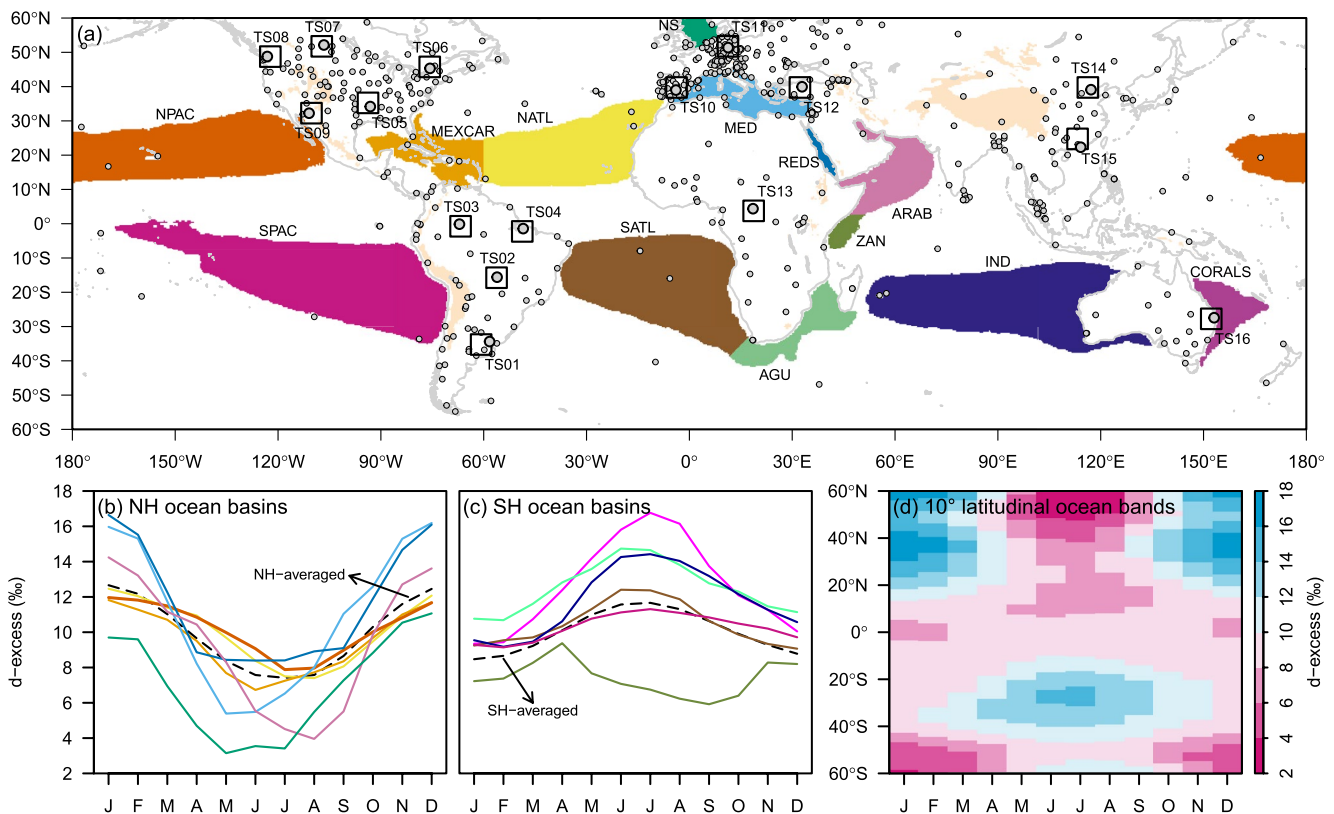 (a)
60°N
50°N
40°N
30°N
20°N
10°N
0°
10°S
20°S
30°S
40°S
50°S
60°S
180°
150°W
120°W
90°W
60°W
30°W
0°
30°E
60°E
90°E
120°E
150°E
180°
NS
TS11
TS07
TS08
TS06
TS14
TS10
TS12
TS05
TS09
NPAC
MEXCAR
NATL
MED
REDS
TS15
TS13
ARAB
ZAN
TS03
TS04
SPAC
SATL
TS02
IND
CORALS
TS01
AGU
TS16
(b) NH ocean basins
NH−averaged
d−excess (‰)
18
16
14
12
10
8
6
4
2
J F M A M J J A S O N D
(c) SH ocean basins
SH−averaged
J F M A M J J A S O N D
(d) 10° latitudinal ocean bands
60°N
40°N
20°N
0°
20°S
40°S
60°S
J F M A M J J A S O N D
18
16
14
12
10
8
6
4
2
d−excess (‰)